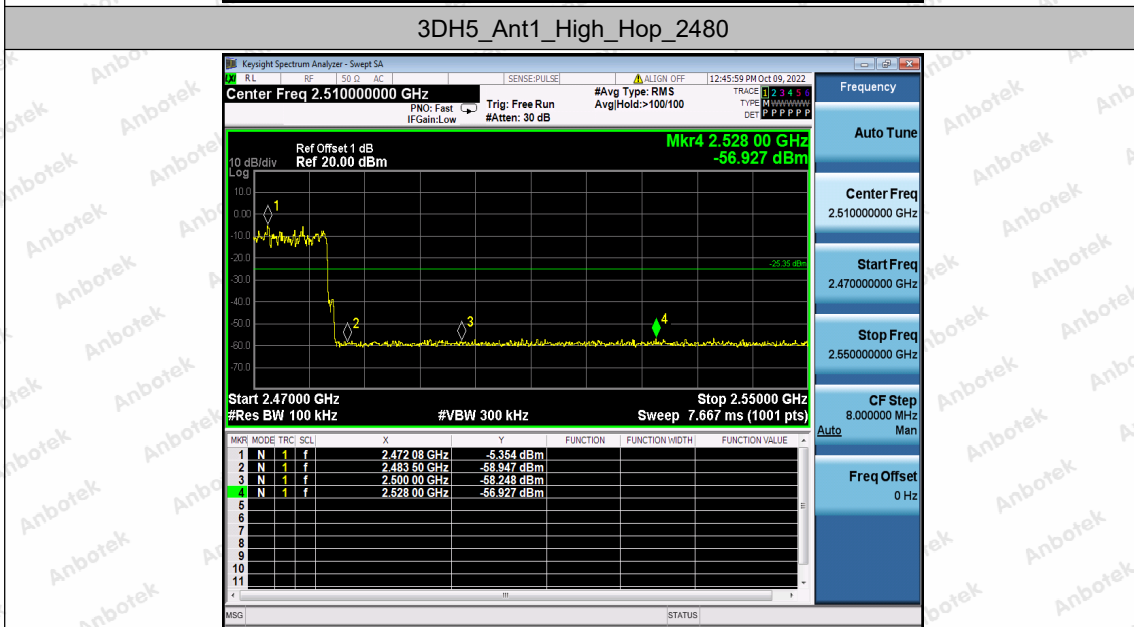 3DH5_Ant1_High_Hop_2480
Keysight Spectrum Analyzer - Swept SA
RL RF 50 Ω AC SENSE:PULSE ALIGN OFF 12:45:59 PM Oct 09, 2022
Center Freq 2.510000000 GHz
PNO: Fast
IFGain:Low
Trig: Free Run
#Atten: 30 dB
#Avg Type: RMS
Avg|Hold:>100/100
TRACE 1 2 3 4 5 6
TYPE M WWWWW
DET P P P P P P
Mkr4 2.528 00 GHz
-56.927 dBm
Ref Offset 1 dB
10 dB/div Ref 20.00 dBm
Log
10.0
0.00
-10.0
-20.0
-30.0
-40.0
-50.0
-60.0
-70.0
1
2
3
4
-25.35 dBm
Start 2.47000 GHz Stop 2.55000 GHz
#Res BW 100 kHz #VBW 300 kHz Sweep 7.667 ms (1001 pts)
MKR MODE TRC SCL X Y FUNCTION FUNCTION WIDTH FUNCTION VALUE
1 N 1 f 2.472 08 GHz -5.354 dBm
2 N 1 f 2.483 50 GHz -58.947 dBm
3 N 1 f 2.500 00 GHz -58.248 dBm
4 N 1 f 2.528 00 GHz -56.927 dBm
5
6
7
8
9
10
11
MSG STATUS
Frequency
Auto Tune
Center Freq
2.510000000 GHz
Start Freq
2.470000000 GHz
Stop Freq
2.550000000 GHz
CF Step
8.000000 MHz
Auto Man
Freq Offset
0 Hz
Anbotek